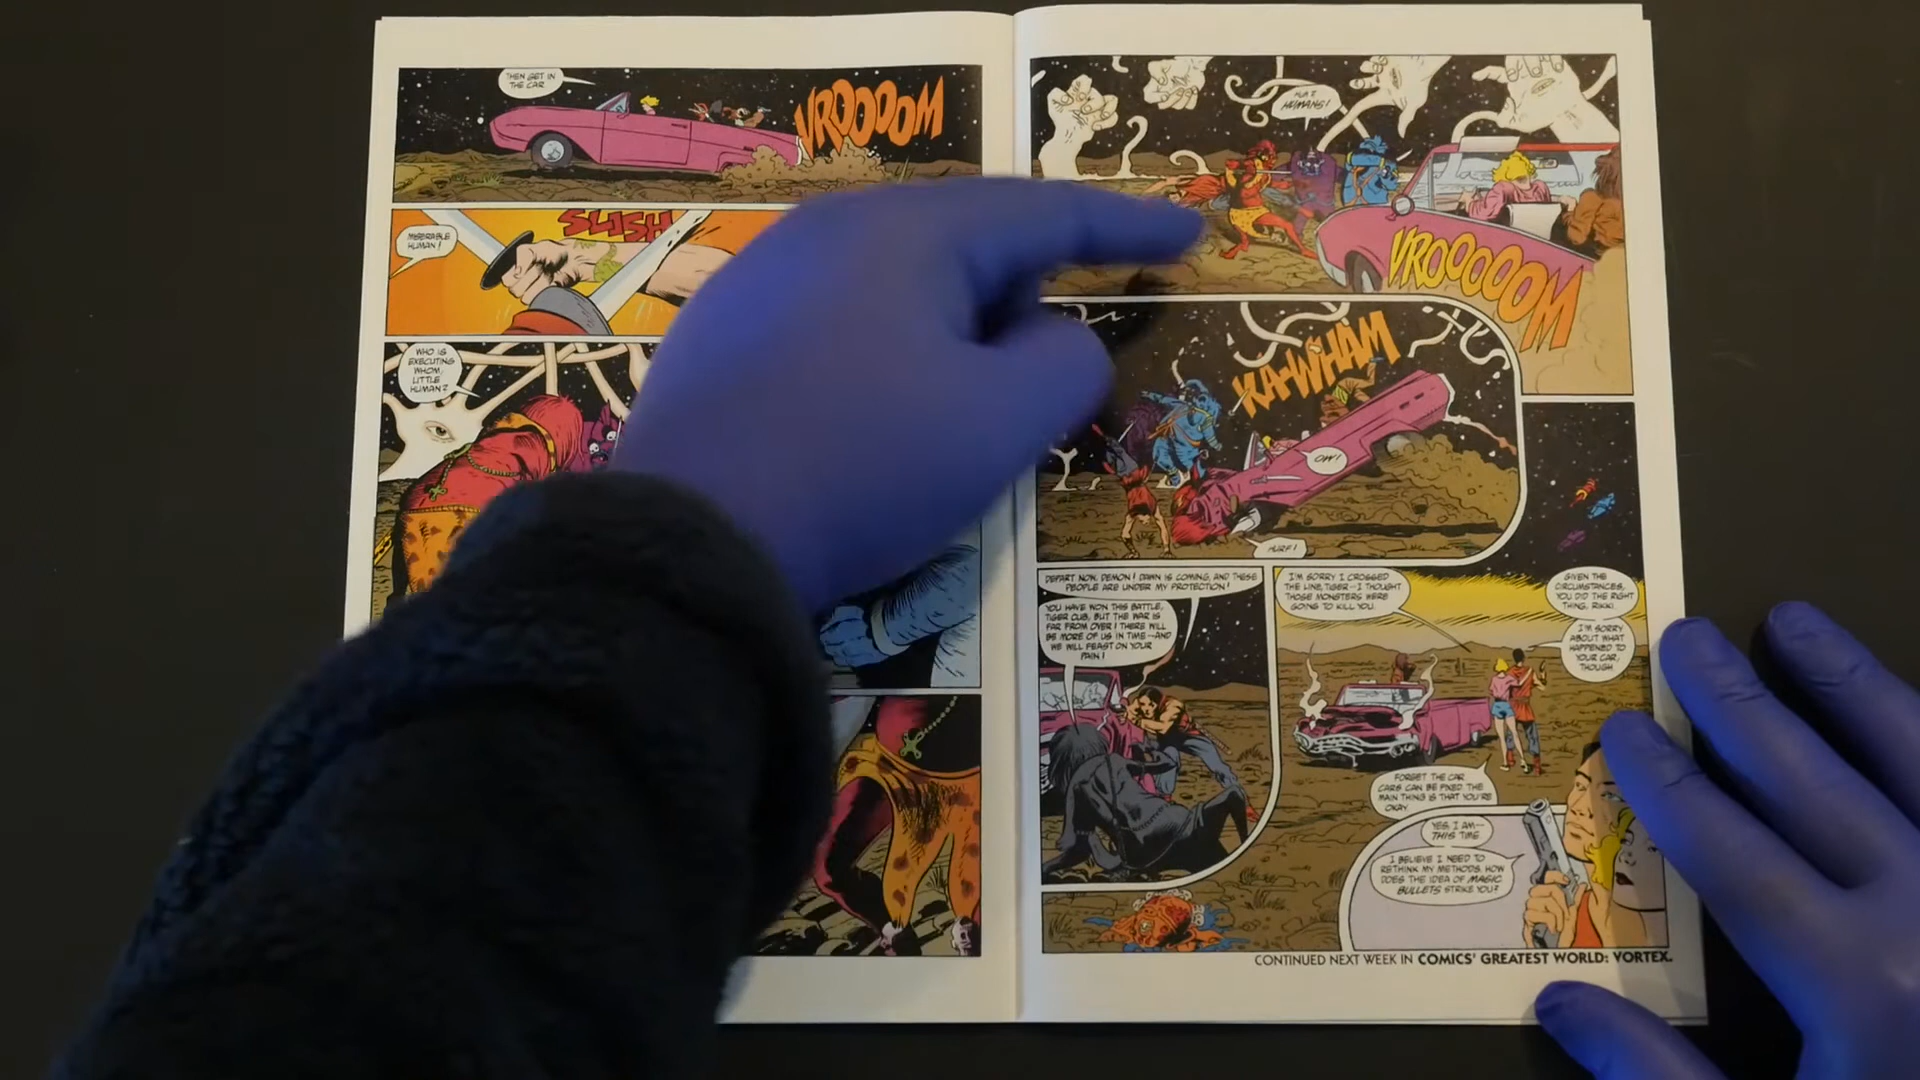 THEN GET IN
THE CAR
VROOOOM
MISERABLE
HUMAN!
SLISH
WHO IS
EXECUTING
WHOM,
LITTLE
HUMAN?
HUH?
HUMANS!
VROOOOOM
KA-WHAM
OW!
HURF!
DEPART NOW, DEMON! DAWN IS COMING, AND THESE
PEOPLE ARE UNDER MY PROTECTION!
YOU HAVE WON THIS BATTLE,
TIGER CUB, BUT THE WAR IS
FAR FROM OVER! THERE WILL
BE MORE OF US IN TIME--AND
WE WILL FEAST ON YOUR
PAIN!
I'M SORRY I CROSSED
THE LINE, TIGER--I THOUGHT
THOSE MONSTERS WERE
GOING TO KILL YOU.
GIVEN THE
CIRCUMSTANCES,
YOU DID THE RIGHT
THING, RIKKI.
I'M SORRY
ABOUT WHAT
HAPPENED TO
YOUR CAR,
THOUGH.
FORGET THE CAR.
CARS CAN BE FIXED. THE
MAIN THING IS THAT YOU'RE
OKAY.
YES, I AM--
THIS TIME
I BELIEVE I NEED TO
RETHINK MY METHODS. HOW
DOES THE IDEA OF MAGIC
BULLETS STRIKE YOU?
CONTINUED NEXT WEEK IN COMICS' GREATEST WORLD: VORTEX.